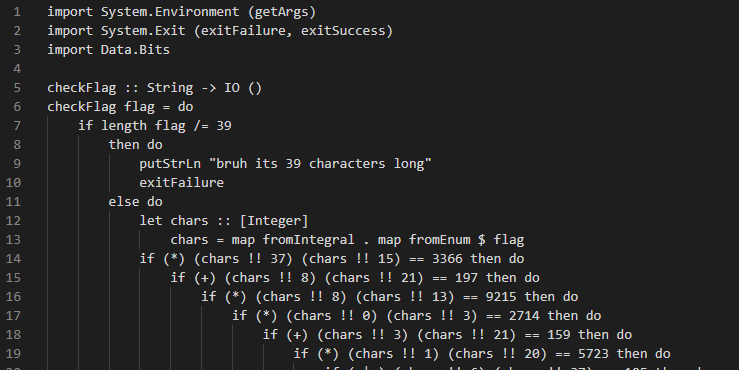 1 import System.Environment (getArgs)
2 import System.Exit (exitFailure, exitSuccess)
3 import Data.Bits
4
5 checkFlag :: String -> IO ()
6 checkFlag flag = do
7 if length flag /= 39
8 then do
9 putStrLn "bruh its 39 characters long"
10 exitFailure
11 else do
12 let chars :: [Integer]
13 chars = map fromIntegral . map fromEnum $ flag
14 if (*) (chars !! 37) (chars !! 15) == 3366 then do
15 if (+) (chars !! 8) (chars !! 21) == 197 then do
16 if (*) (chars !! 8) (chars !! 13) == 9215 then do
17 if (*) (chars !! 0) (chars !! 3) == 2714 then do
18 if (+) (chars !! 3) (chars !! 21) == 159 then do
19 if (*) (chars !! 1) (chars !! 20) == 5723 then do